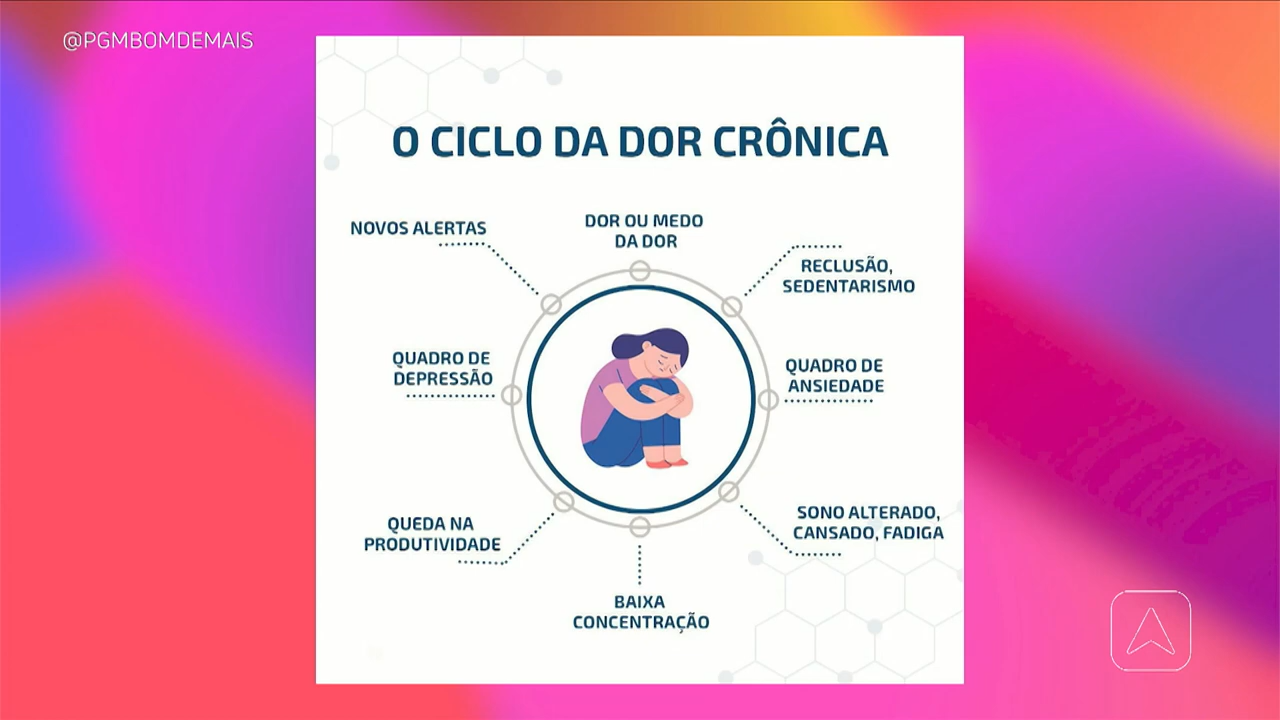 @PGMBOMDEMAIS
O CICLO DA DOR CRÔNICA
DOR OU MEDO
DA DOR
RECLUSÃO,
SEDENTARISMO
QUADRO DE
ANSIEDADE
SONO ALTERADO,
CANSADO, FADIGA
BAIXA
CONCENTRAÇÃO
QUEDA NA
PRODUTIVIDADE
QUADRO DE
DEPRESSÃO
NOVOS ALERTAS